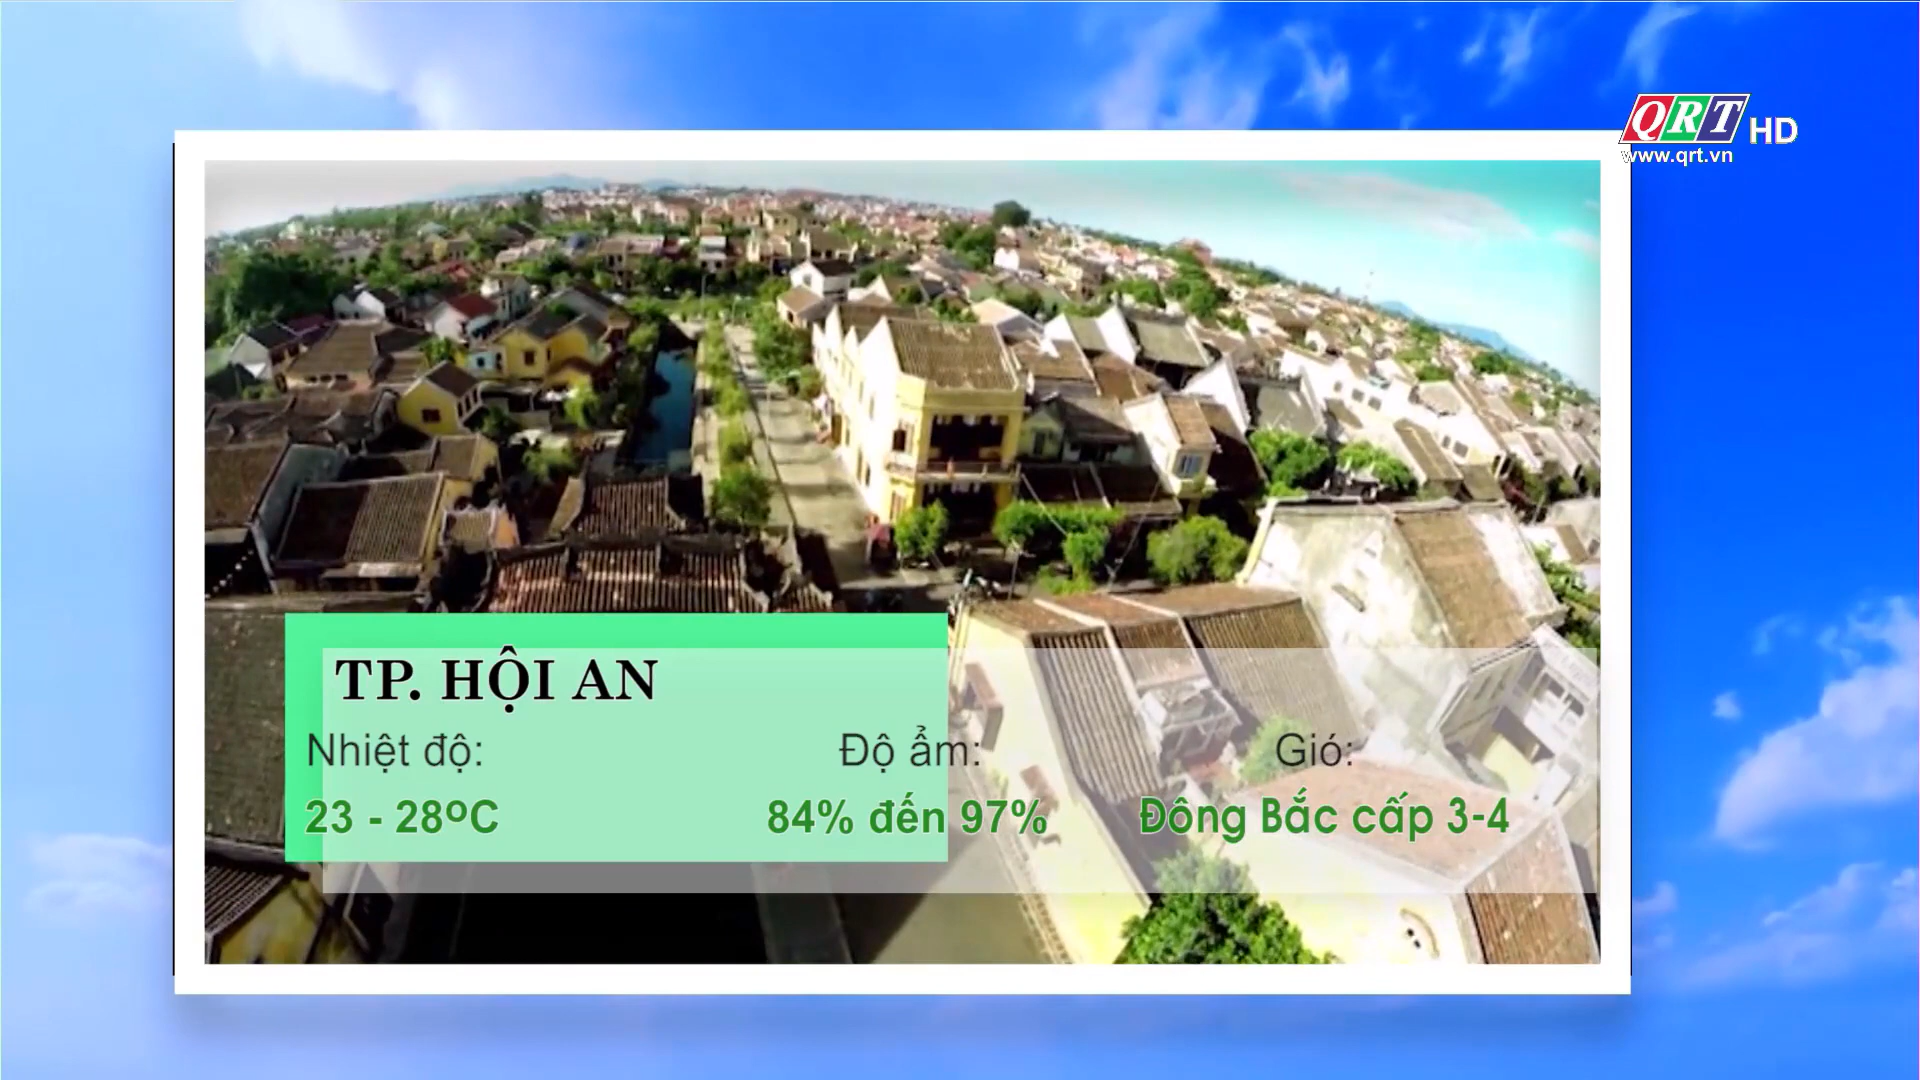 QRT HD
www.qrt.vn
TP. HỘI AN
Nhiệt độ: Độ ẩm: Gió:
23 - 28ºC 84% đến 97% Đông Bắc cấp 3-4